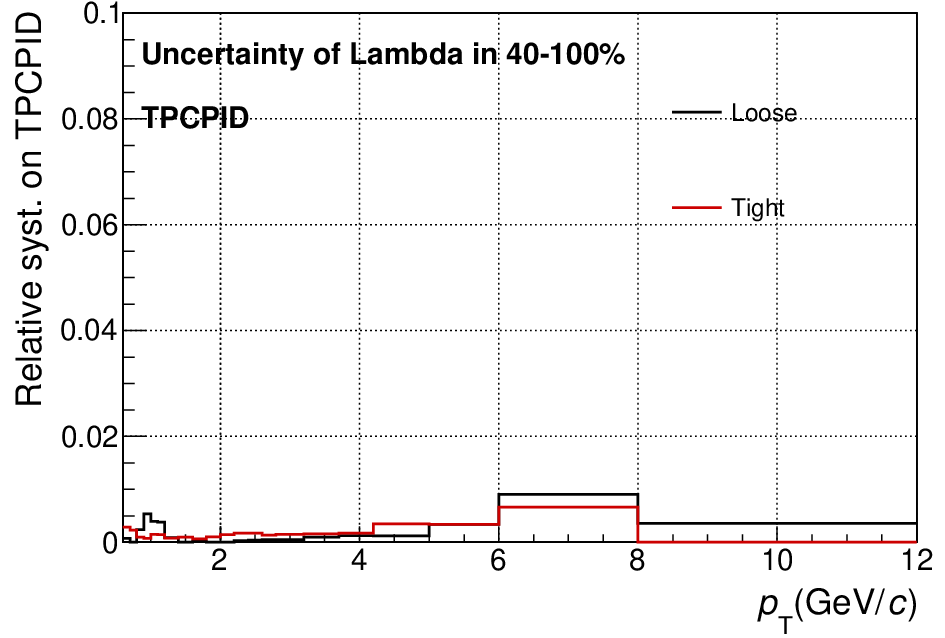 Relative syst. on TPCPID
0.1
0.08
0.06
0.04
0.02
0
Uncertainty of Lambda in 40-100%
TPCPID
Loose
Tight
2 4 6 8 10 12
p_T(GeV/c)